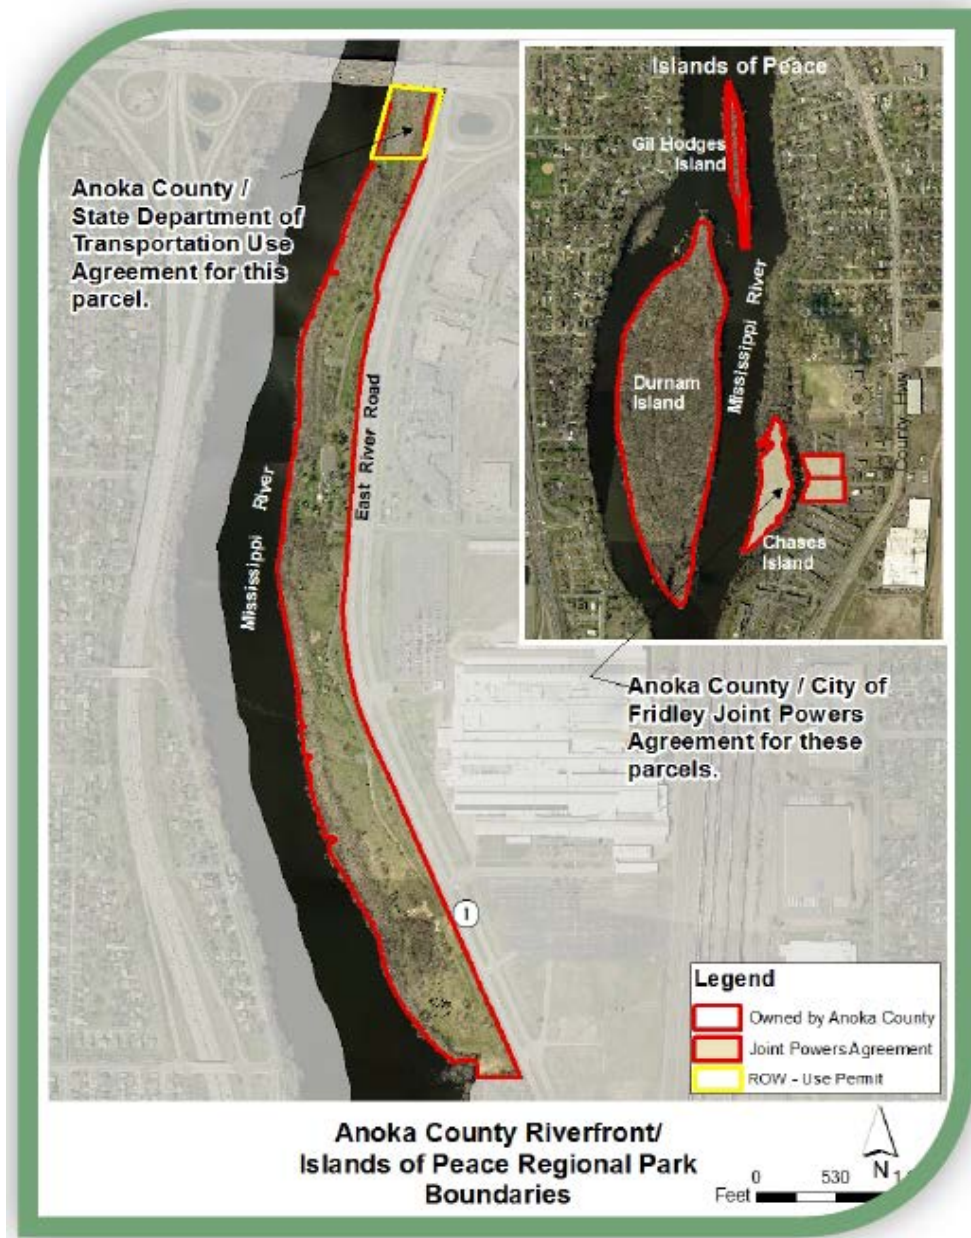 Islands of Peace
Gil Hodges
Island
Anoka County /
State Department of
Transportation Use
Agreement for this
parcel.
Mississippi River
Durnam
Island
East River Road
County Hwy 1
Mississippi River
Chases
Island
Anoka County / City of
Fridley Joint Powers
Agreement for these
parcels.
1
Legend
Owned by Anoka County
Joint Powers Agreement
ROW - Use Permit
Anoka County Riverfront/
Islands of Peace Regional Park
Boundaries
N
0 530
Feet